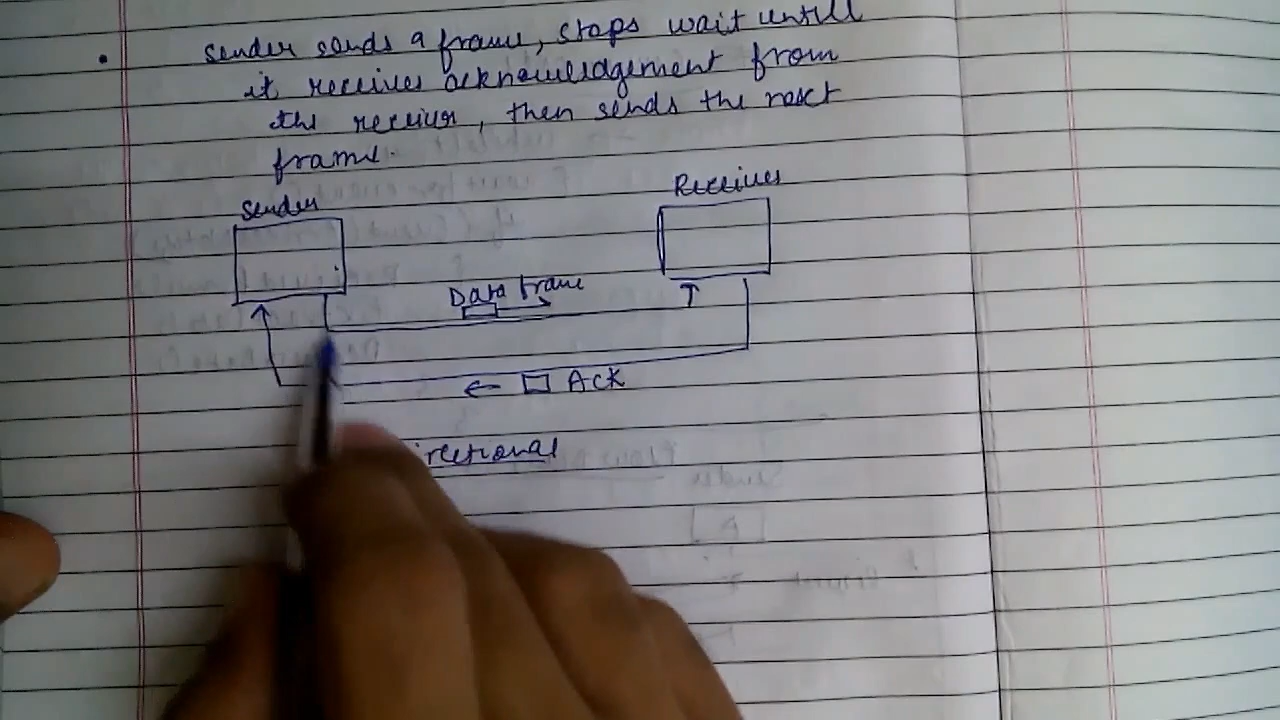 sender sends a frame, stops wait untill
it receives acknowledgement from
the receiver, then sends the next
frame.
Sender
Receiver
Data frame
Ack
irectional